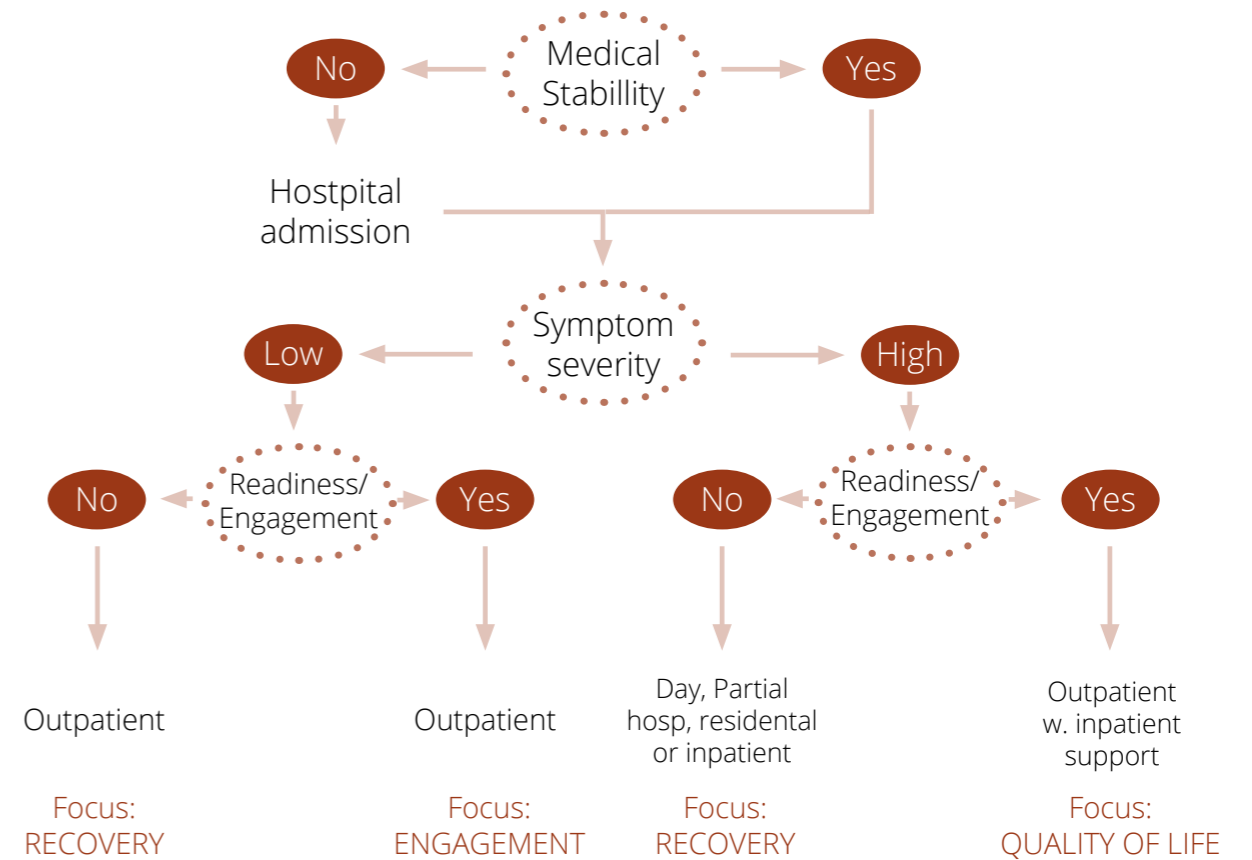 No
Medical
Stabillity
Yes
Hostpital
admission
Symptom
severity
Low
High
No
Readiness/
Engagement
Yes
No
Readiness/
Engagement
Yes
Outpatient
Outpatient
Day, Partial
hosp, residental
or inpatient
Outpatient
w. inpatient
support
Focus:
RECOVERY
Focus:
ENGAGEMENT
Focus:
RECOVERY
Focus:
QUALITY OF LIFE